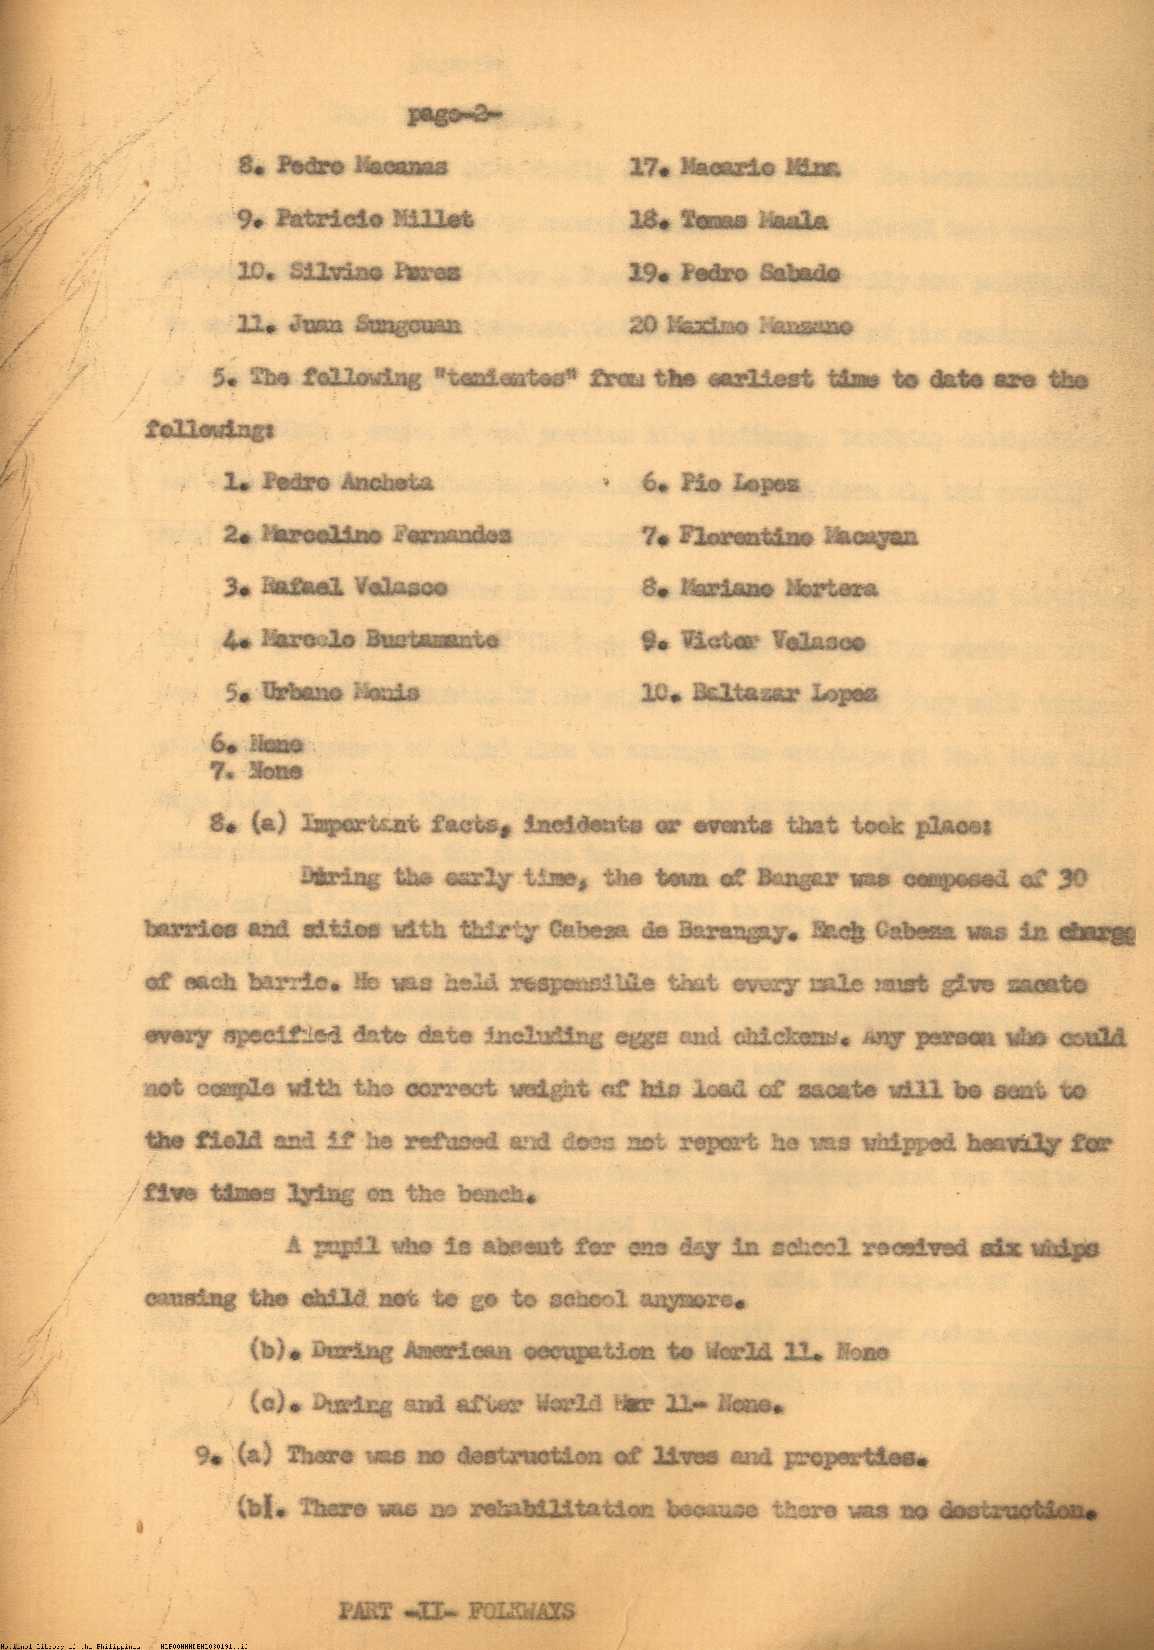 page-2-
8. Pedro Macanas 17. Macario Mina
9. Patricio Millet 18. Tomas Maala
10. Silvino Perez 19. Pedro Sabado
11. Juan Sungcuan 20 Maximo Manzano
5. The following "tenientes" from the earliest time to date are the
following:
1. Pedro Ancheta 6. Pio Lopez
2. Marcelino Fernandez 7. Florentino Macayan
3. Rafael Velasco 8. Mariano Mortera
4. Marcelo Bustamante 9. Victor Velasco
5. Urbano Monis 10. Baltazar Lopez
6. None
7. None
8. (a) Important facts, incidents or events that took place:
During the early time, the town of Bangar was composed of 30
barrios and sitios with thirty Cabeza de Barangay. Each Cabeza was in charge
of each barrio. He was held responsible that every male must give zacate
every specified date date including eggs and chickens. Any person who could
not comple with the correct weight of his load of zacate will be sent to
the field and if he refused and does not report he was whipped heavily for
five times lying on the bench.
A pupil who is absent for one day in school received six whips
causing the child not to go to school anymore.
(b). During American occupation to World 11. None
(c). During and after World War 11- None.
9. (a) There was no destruction of lives and properties.
(b). There was no rehabilitation because there was no destruction.
PART -II- FOLKWAYS
National Library of the Philippines